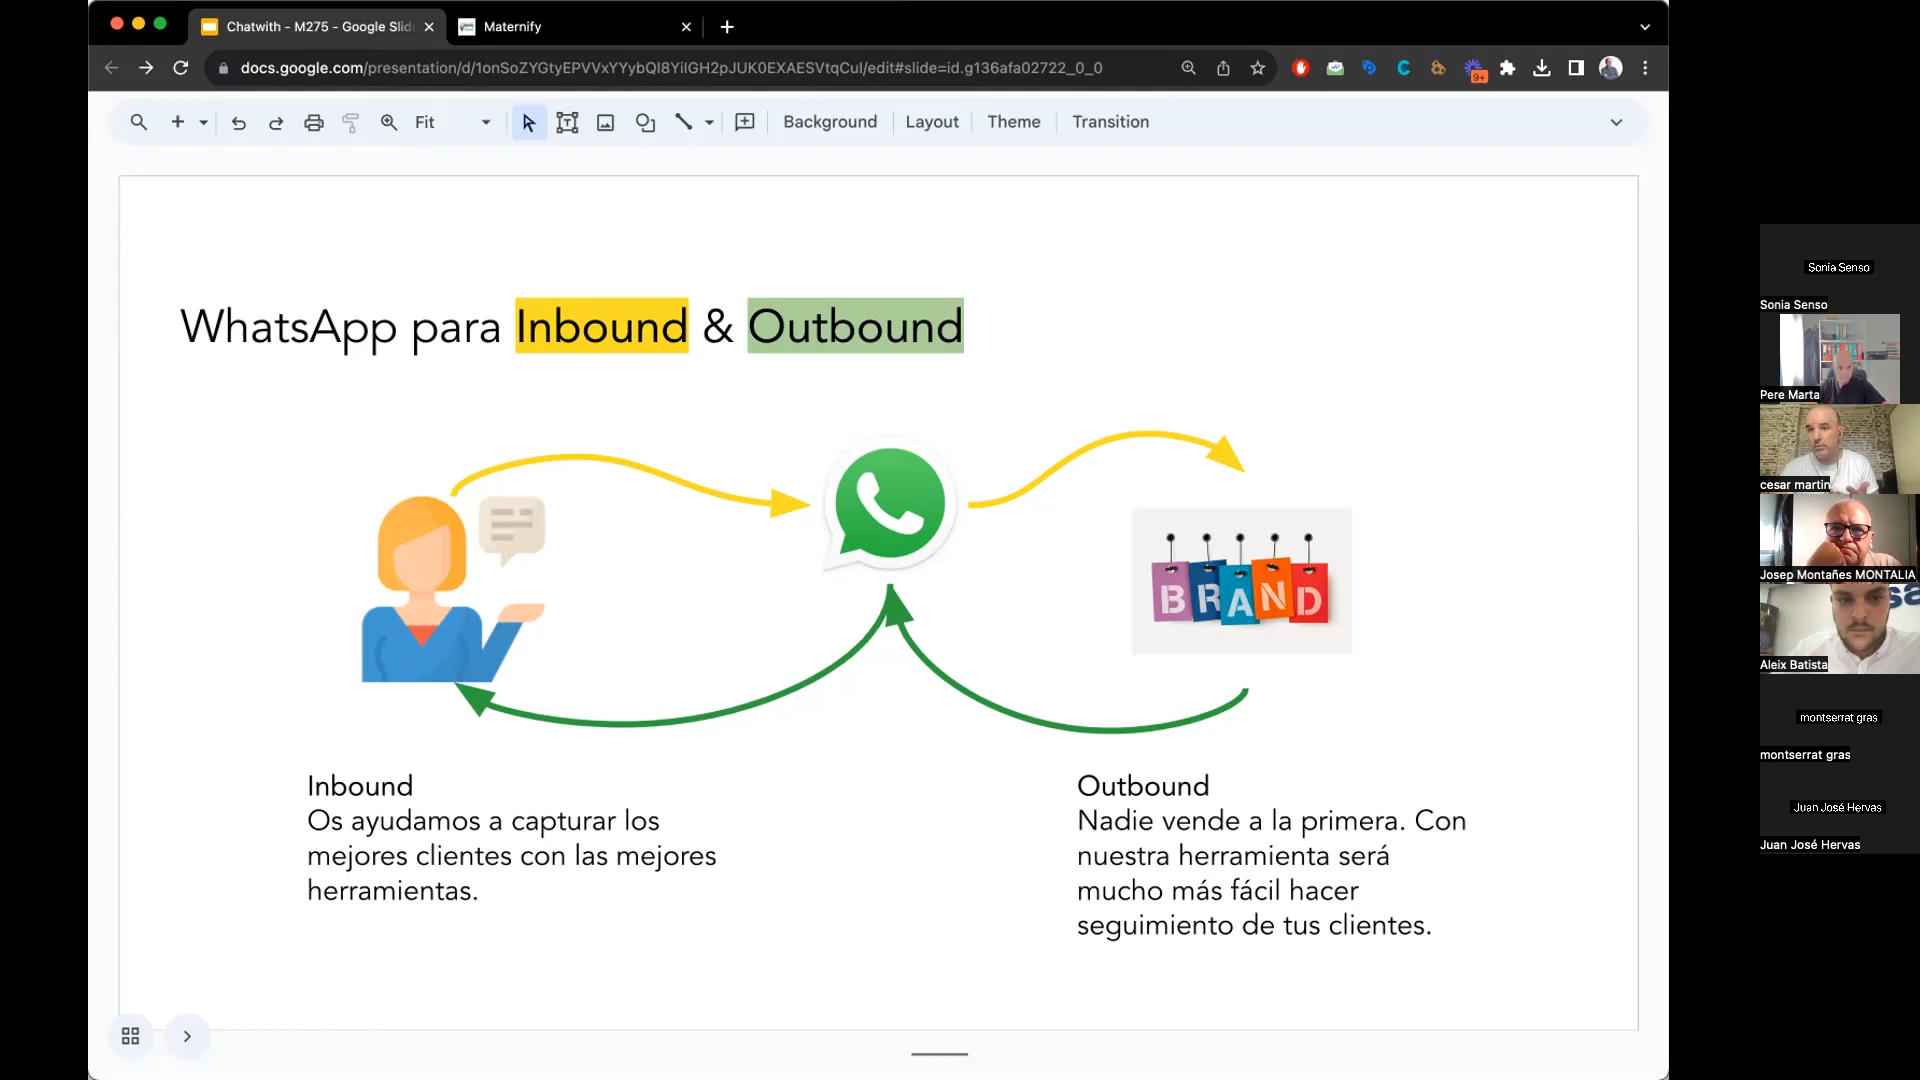 Chatwith - M275 - Google Slid
Maternify
docs.google.com/presentation/d/1onSoZYGtyEPVVxYYybQI8YiIGH2pJUK0EXAESVtqCuI/edit#slide=id.g136afa02722_0_0
9+
Fit
Background
Layout
Theme
Transition
WhatsApp para Inbound & Outbound
BRAND
Inbound
Os ayudamos a capturar los
mejores clientes con las mejores
herramientas.
Outbound
Nadie vende a la primera. Con
nuestra herramienta será
mucho más fácil hacer
seguimiento de tus clientes.
Sonia Senso
Sonia Senso
Pere Marta
cesar martin
Josep Montañes MONTALIA
Aleix Batista
montserrat gras
montserrat gras
Juan José Hervas
Juan José Hervas